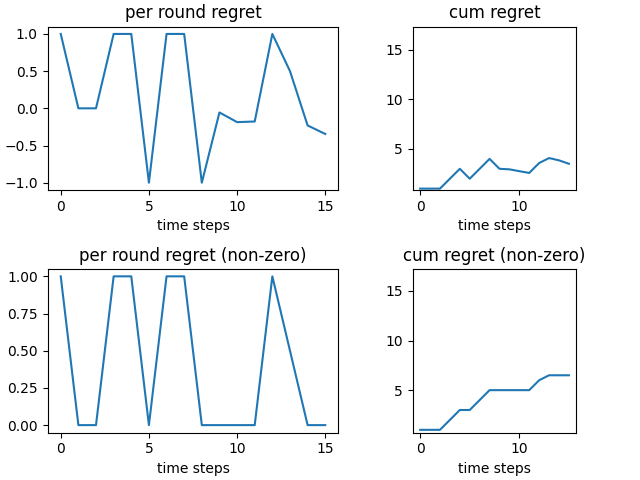 per round regret
1.0
0.5
0.0
−0.5
−1.0
0 5 10 15
time steps
cum regret
15
10
5
0 10
time steps
per round regret (non-zero)
1.00
0.75
0.50
0.25
0.00
0 5 10 15
time steps
cum regret (non-zero)
15
10
5
0 10
time steps